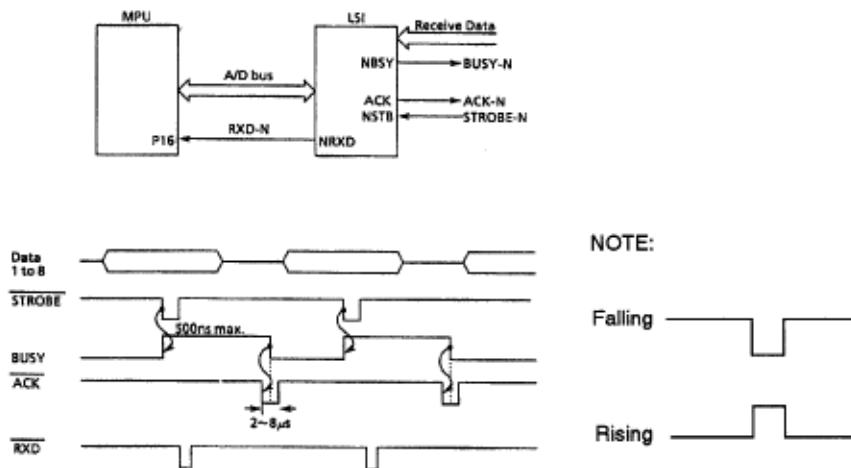 MPU
LSI
Receive Data
NBSY
BUSY-N
A/D bus
ACK
ACK-N
NSTB
STROBE-N
P16
RXD-N
NRXD
Data
1 to 8
NOTE:
STROBE
500ns max.
Falling
BUSY
ACK
2~8μs
Rising
RXD